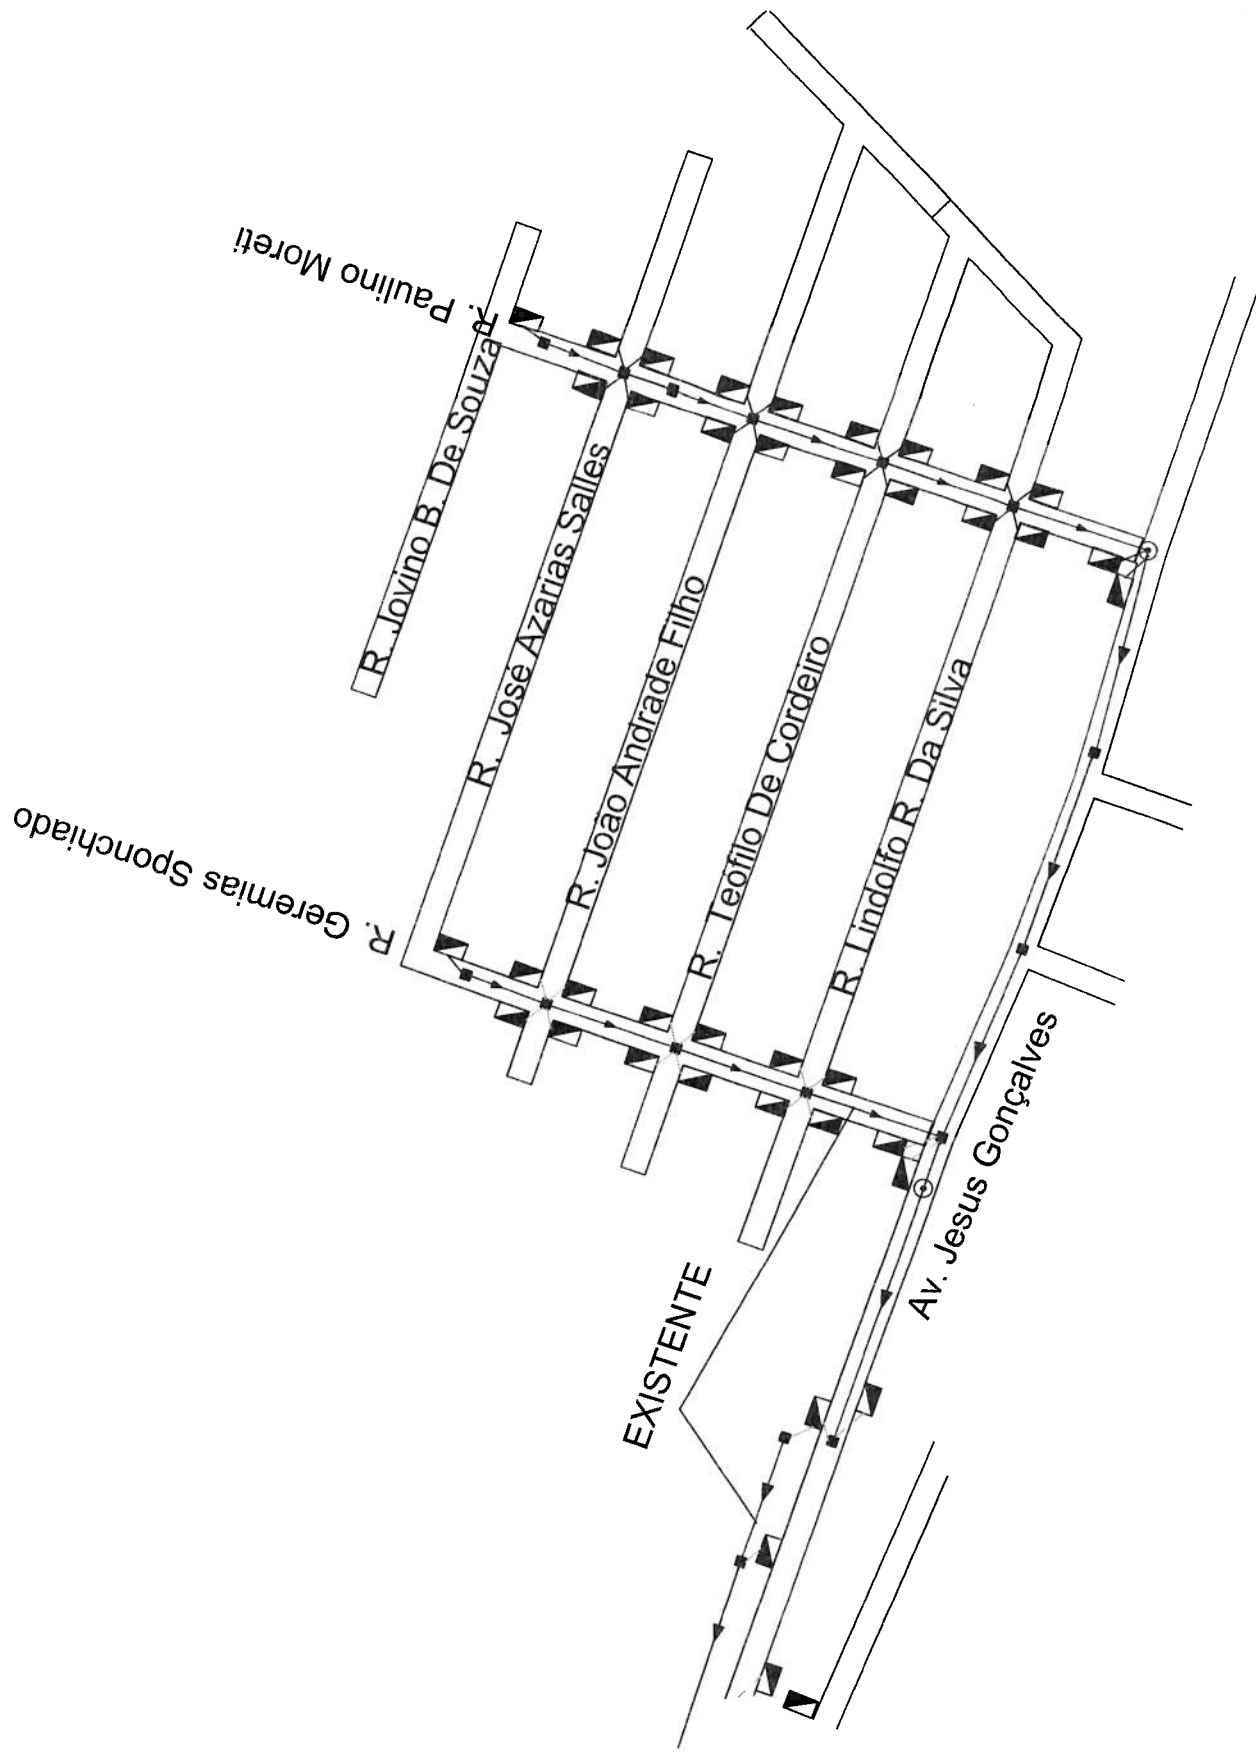 R. Paulino Moreti
R. Jovino B. De Souza
R. José Azarias Salles
R. João Andrade Filho
R. Teófilo De Cordeiro
R. Lindolfo R. Da Silva
R. Geremias Sponchiado
Av. Jesus Gonçalves
EXISTENTE